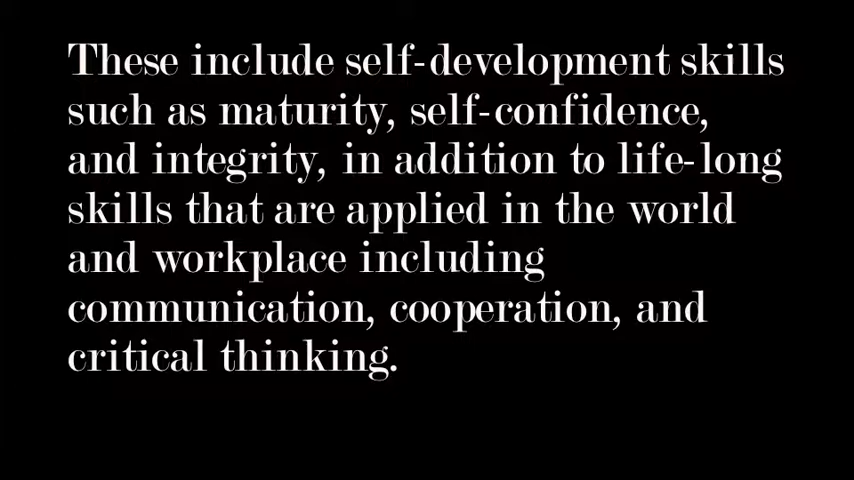 These include self-development skills
such as maturity, self-confidence,
and integrity, in addition to life-long
skills that are applied in the world
and workplace including
communication, cooperation, and
critical thinking.